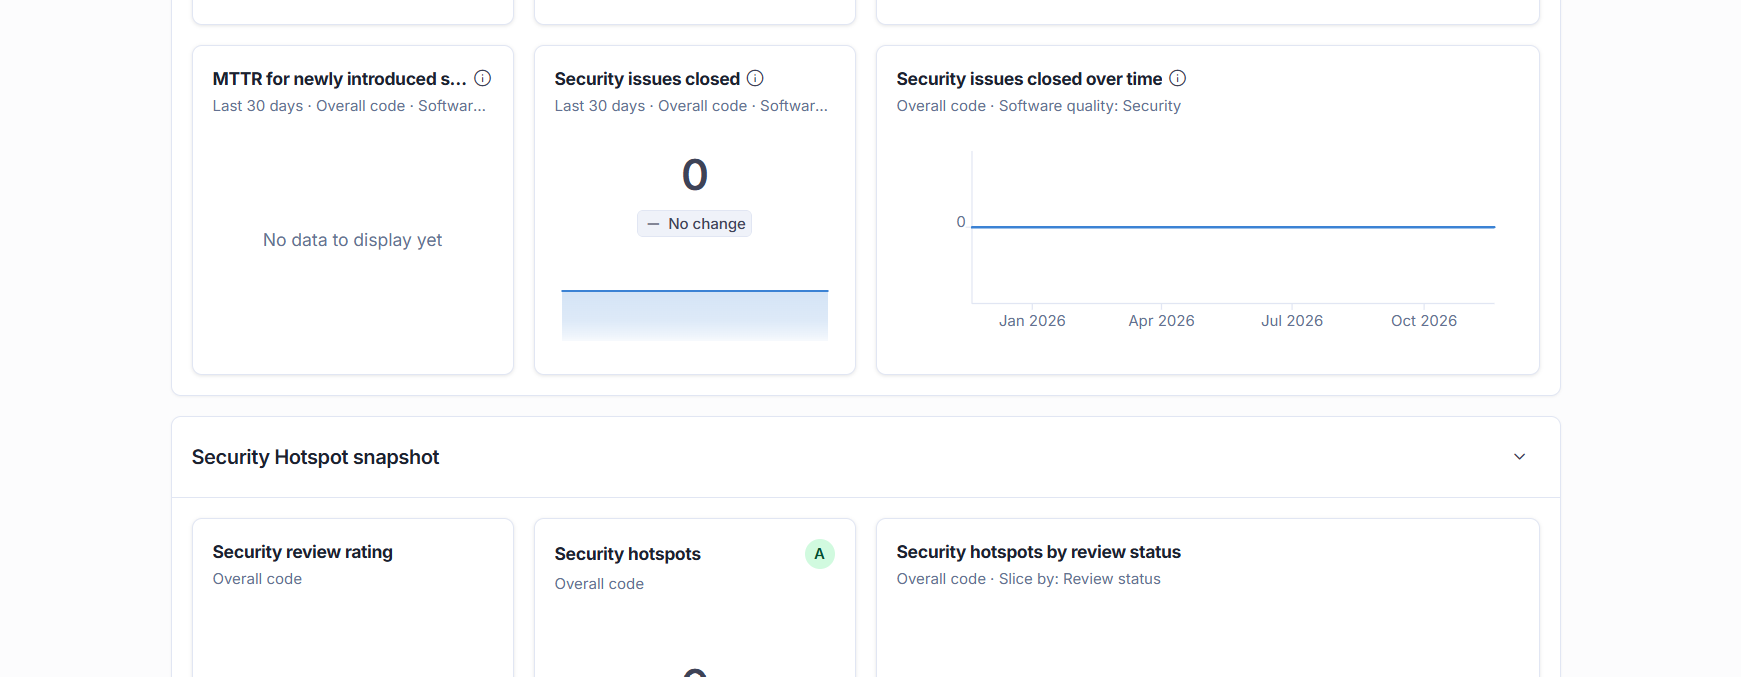 MTTR for newly introduced s...
Last 30 days · Overall code · Softwar...
No data to display yet
Security issues closed
Last 30 days · Overall code · Softwar...
0
— No change
Security issues closed over time
Overall code · Software quality: Security
0
Jan 2026 Apr 2026 Jul 2026 Oct 2026
Security Hotspot snapshot
Security review rating
Overall code
Security hotspots
A
Overall code
Security hotspots by review status
Overall code · Slice by: Review status